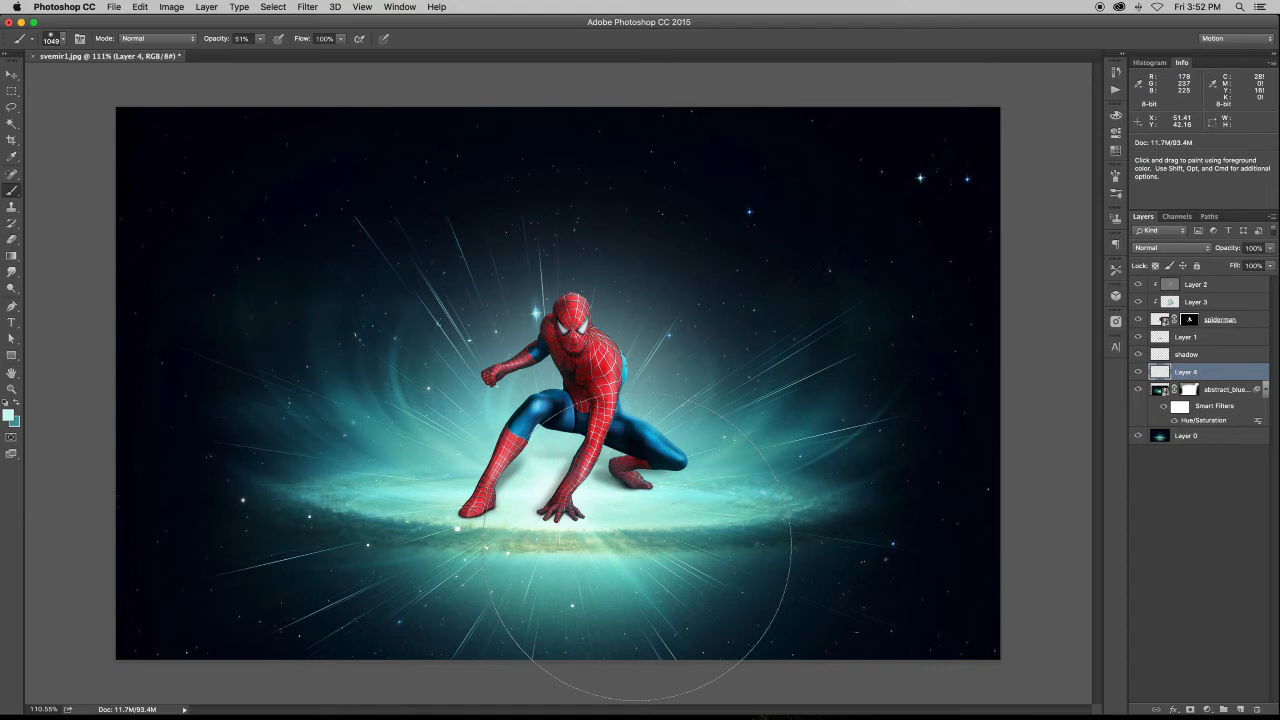 Photoshop CC File Edit Image Layer Type Select Filter 3D View Window Help Fri 3:52 PM
Adobe Photoshop CC 2015
1049 Mode: Normal Opacity: 51% Flow: 100% Motion
× svemir1.jpg @ 111% (Layer 4, RGB/8#) *
Histogram Info
R: 178 C: 28!
G: 237 M: 0!
B: 225 Y: 16!
K: 0!
8-bit 8-bit
X: 51.41 W:
Y: 42.16 H:
Doc: 11.7M/93.4M
Click and drag to paint using foreground
color. Use Shift, Opt, and Cmd for additional
options.
Layers Channels Paths
Kind
Normal Opacity: 100%
Lock: Fill: 100%
Layer 2
Layer 3
spiderman
Layer 1
shadow
Layer 4
abstract_blue...
Smart Filters
Hue/Saturation
Layer 0
110.55% Doc: 11.7M/93.4M